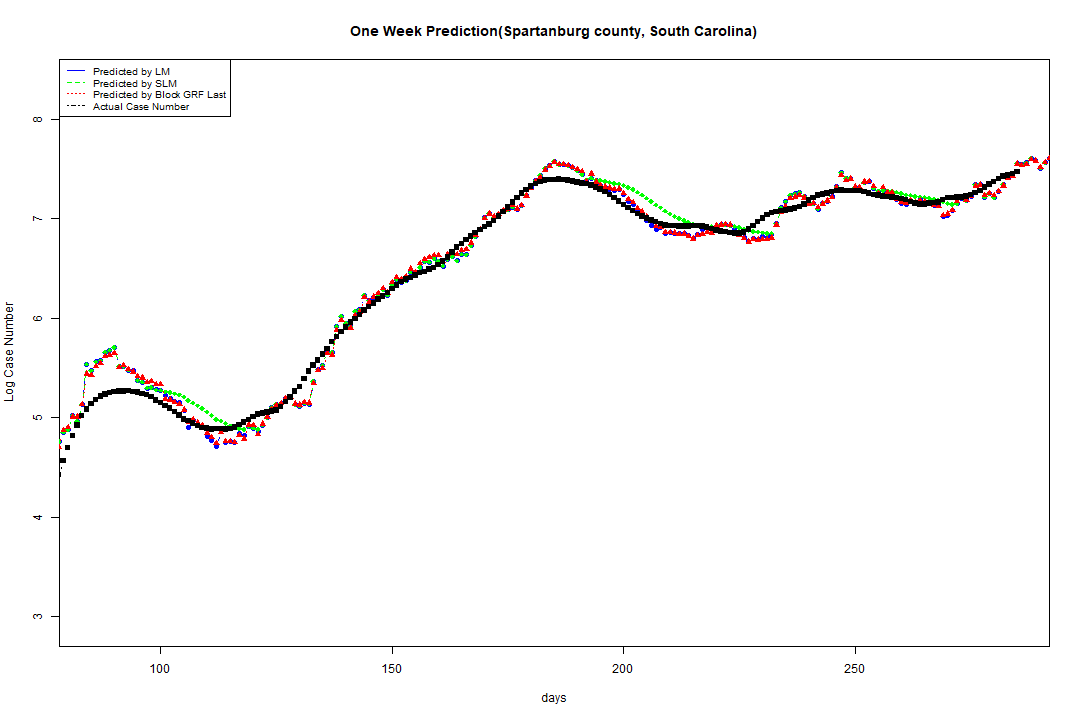 One Week Prediction(Spartanburg county, South Carolina)
Predicted by LM
Predicted by SLM
Predicted by Block GRF Last
Actual Case Number
8
7
6
5
4
3
Log Case Number
100 150 200 250
days